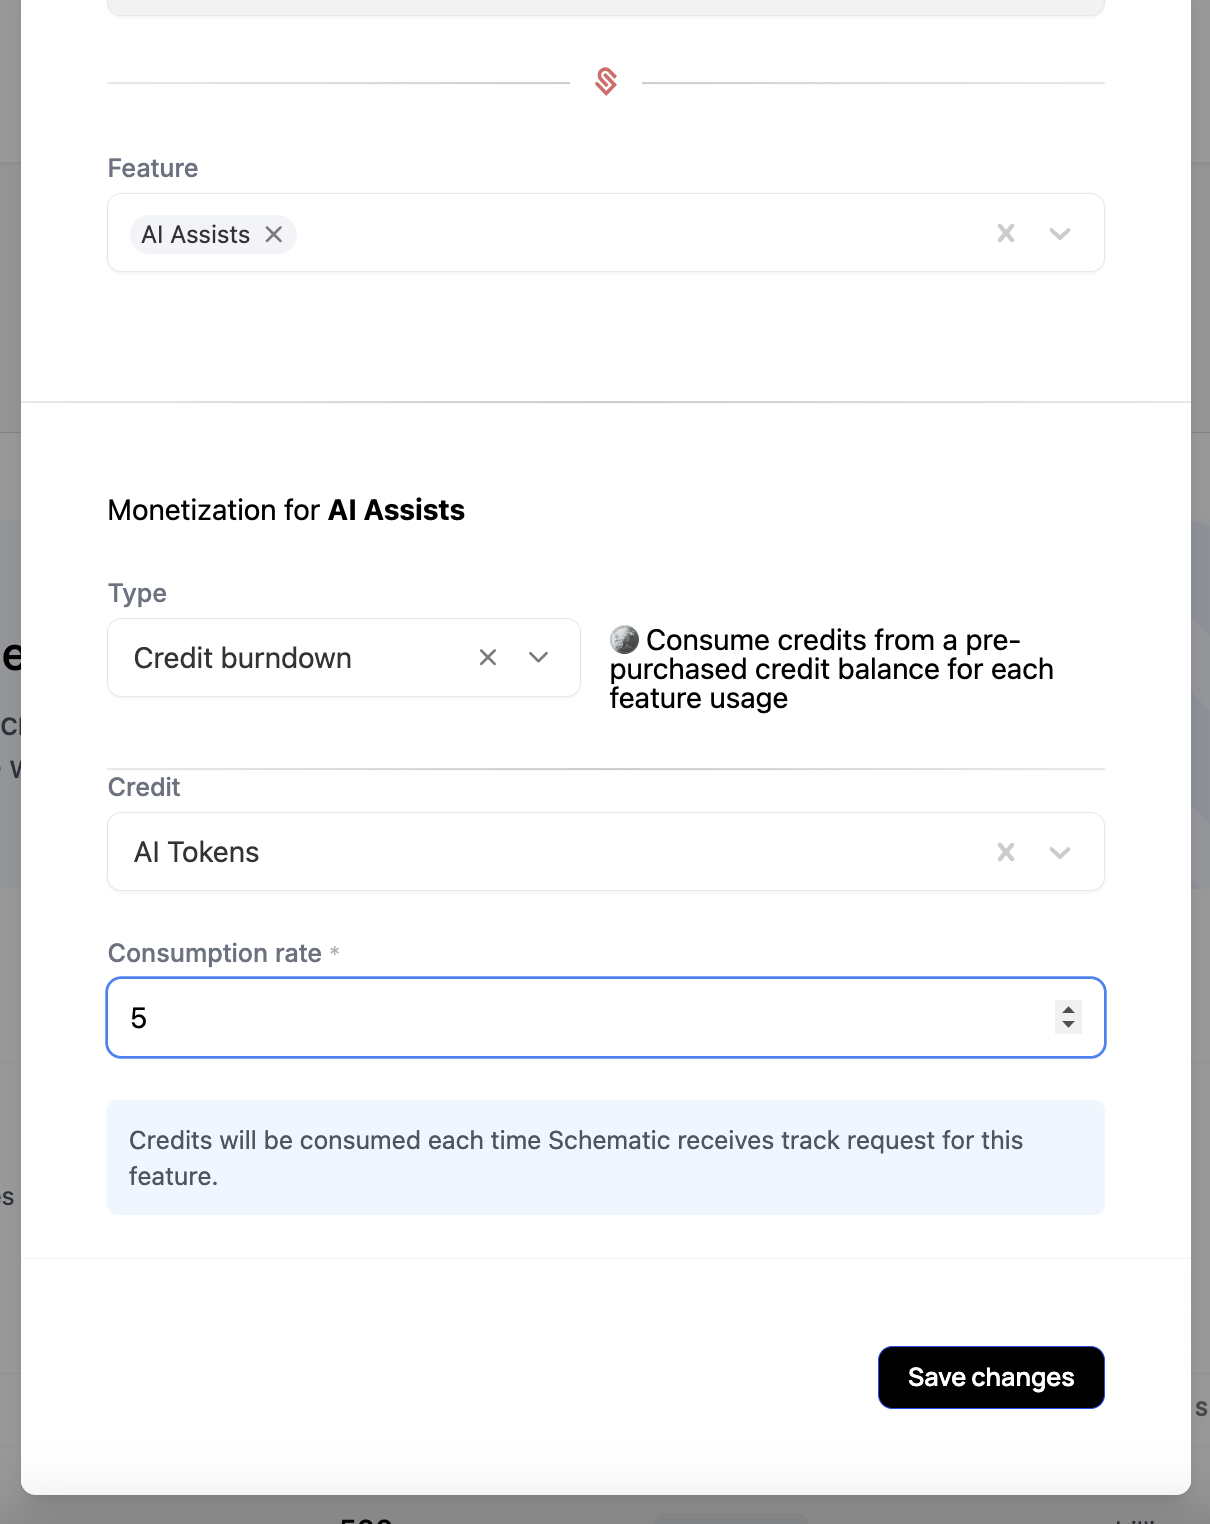 Feature
AI Assists
Monetization for AI Assists
Type
Credit burndown
Consume credits from a pre-
purchased credit balance for each
feature usage
Credit
AI Tokens
Consumption rate *
5
Credits will be consumed each time Schematic receives track request for this
feature.
Save changes